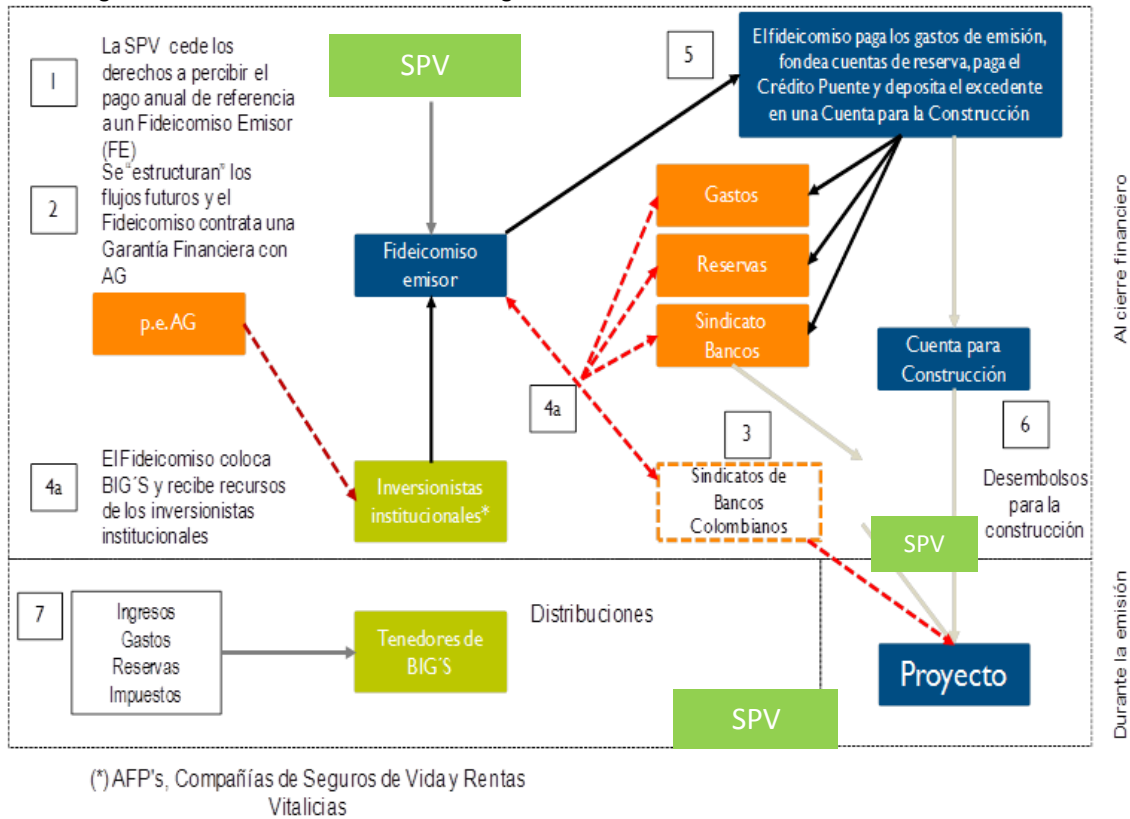 1
La SPV cede los
derechos a percibir el
pago anual de referencia
a un Fideicomiso Emisor
(FE)
2
Se "estructuran" los
flujos futuros y el
Fideicomiso contrata una
Garantía Financiera con
AG
p.e. AG
4a
El Fideicomiso coloca
BIG´S y recibe recursos
de los inversionistas
institucionales
SPV
Fideicomiso
emisor
Inversionistas
institucionales*
5
El fideicomiso paga los gastos de emisión,
fondea cuentas de reserva, paga el
Crédito Puente y deposita el excedente
en una Cuenta para la Construcción
Gastos
Reservas
Sindicato
Bancos
4a
3
Sindicatos de
Bancos
Colombianos
Cuenta para
Construcción
6
Desembolsos
para la
construcción
SPV
Al cierre financiero
7
Ingresos
Gastos
Reservas
Impuestos
Tenedores de
BIG´S
Distribuciones
SPV
Proyecto
Durante la emisión
(*) AFP's, Compañías de Seguros de Vida y Rentas
Vitalicias